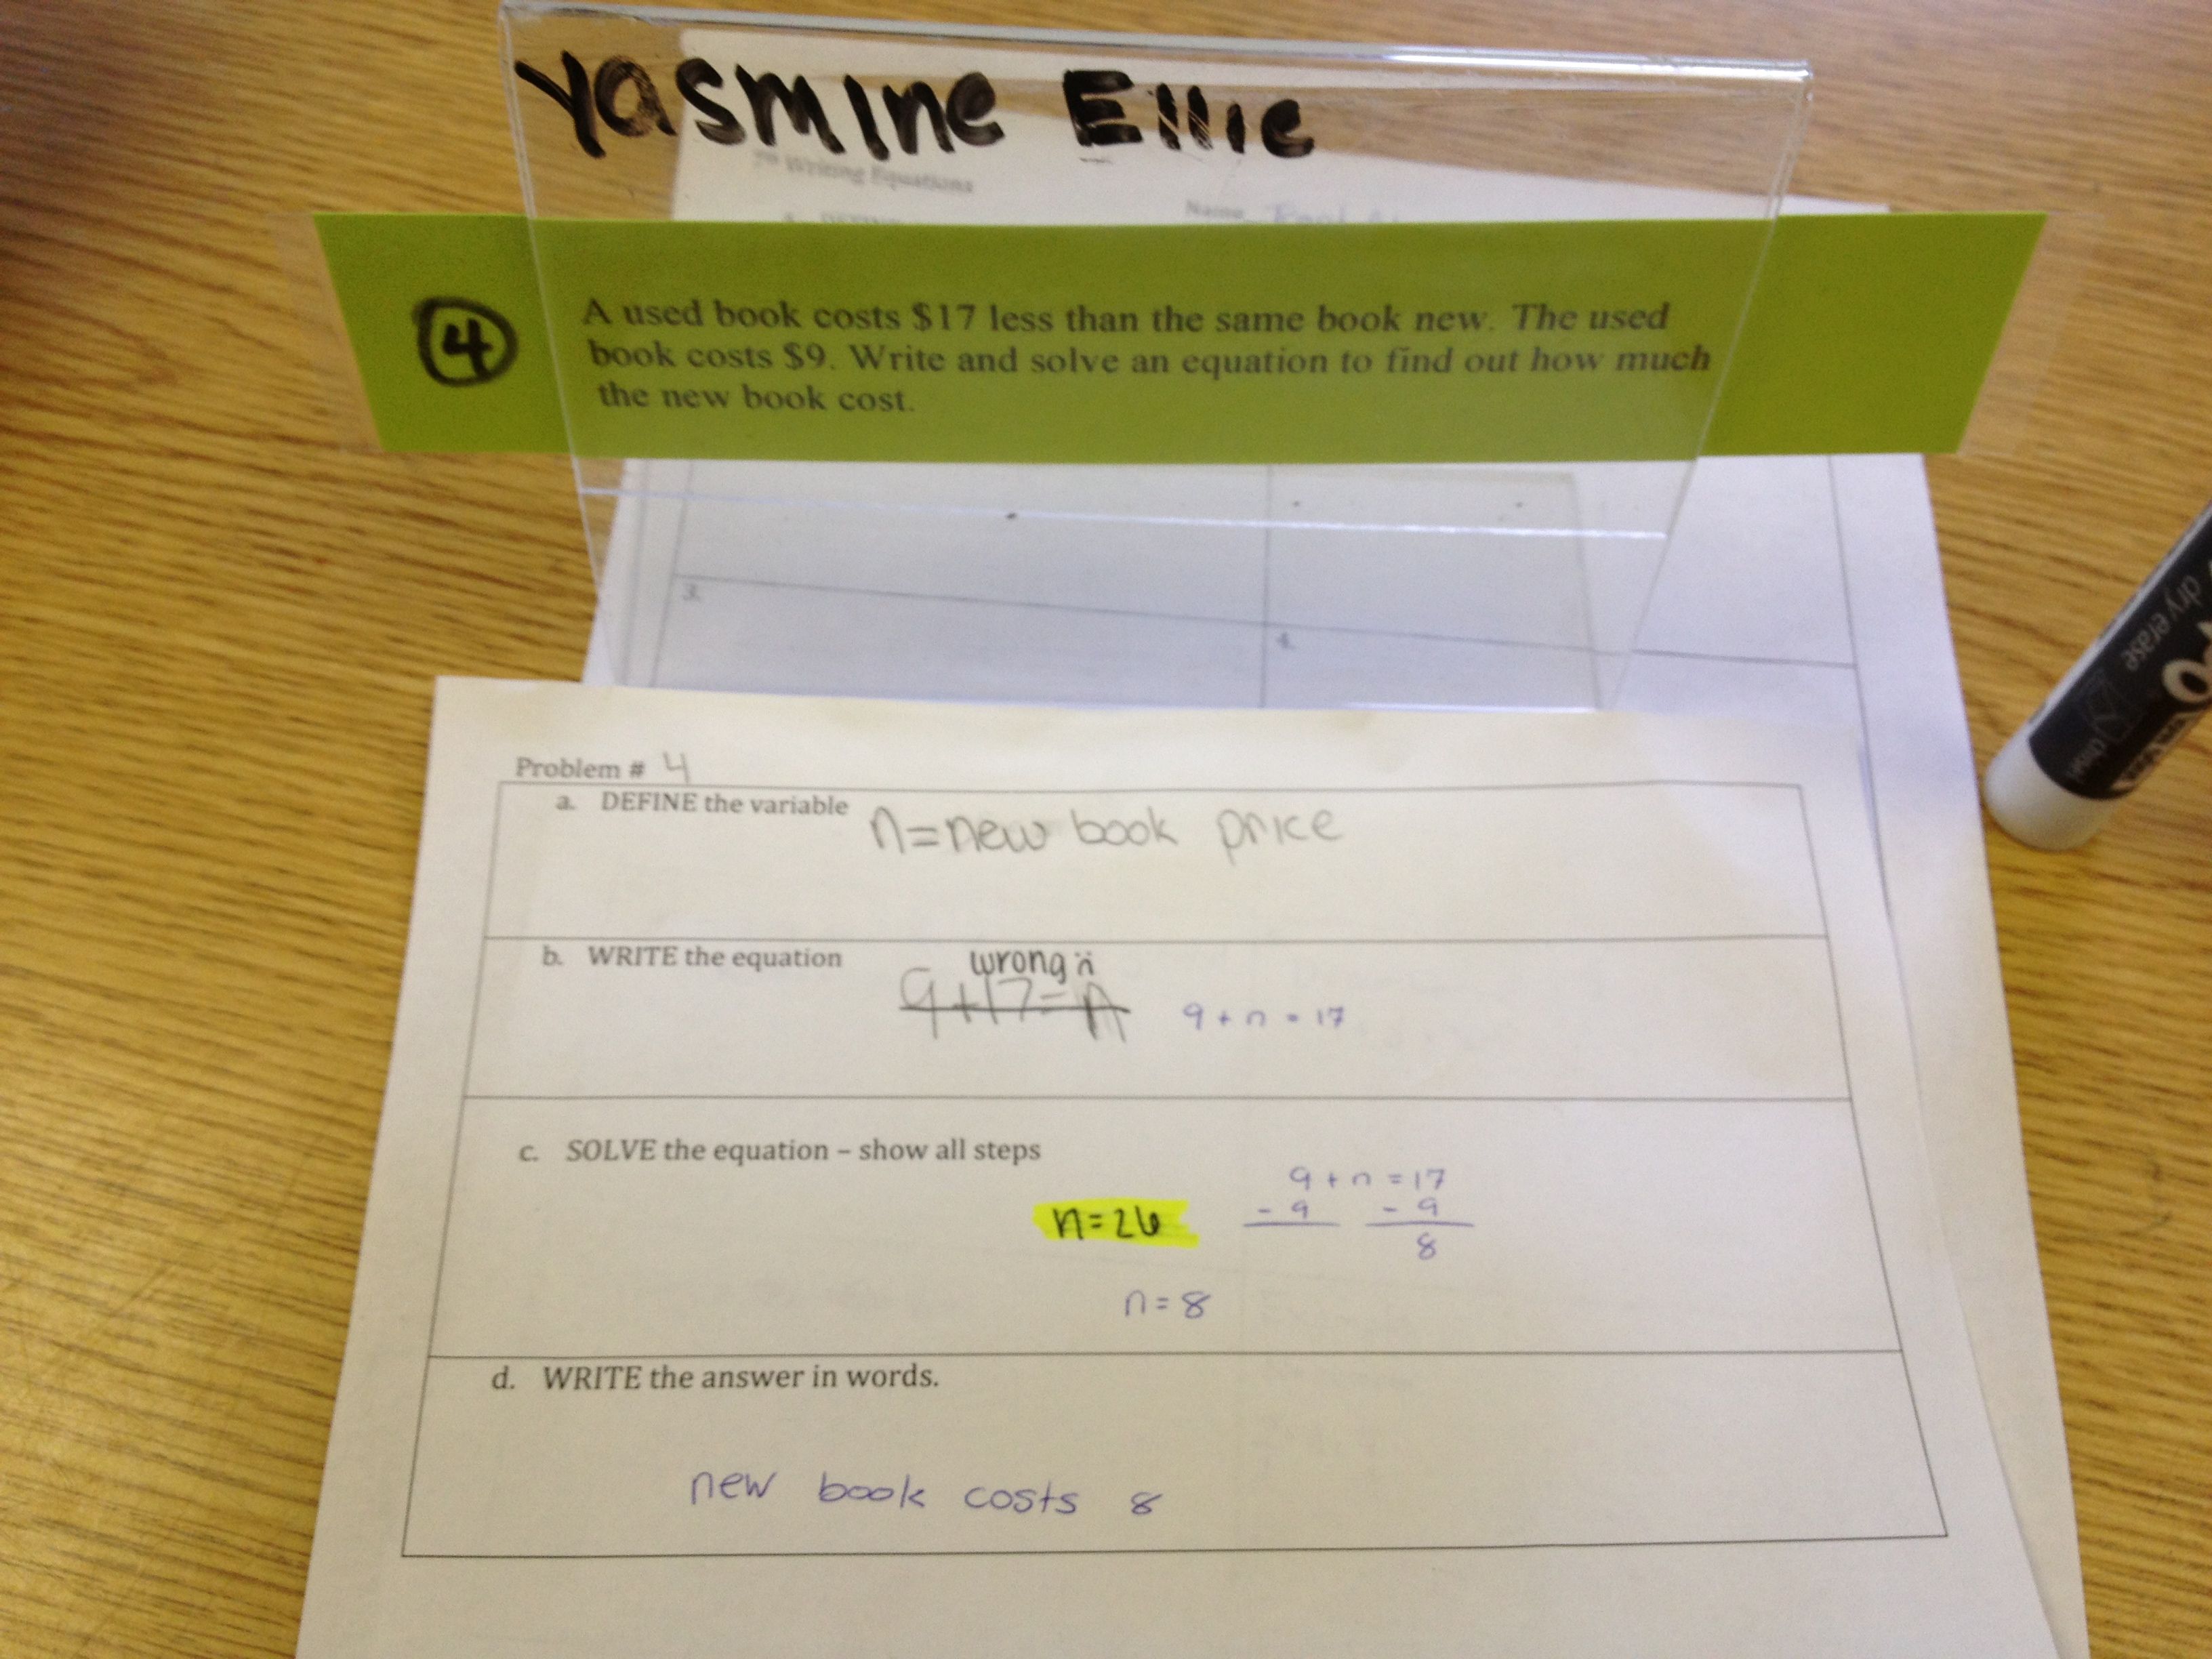 Yasmine Ellie
7th Writing Equations
Name
4
A used book costs $17 less than the same book new. The used
book costs $9. Write and solve an equation to find out how much
the new book cost.
3.
4.
dry erase
Problem # 4
a. DEFINE the variable n=new book price
b. WRITE the equation
wrong
9+17=n 9+n=17
c. SOLVE the equation – show all steps
9+n=17
n=26 -9 -9
8
n=8
d. WRITE the answer in words.
new book costs 8